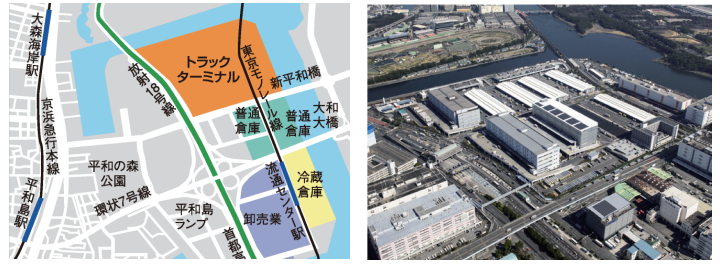 大森海岸駅
京浜急行本線
平和島駅
平和の森
公園
環状7号線
放射18号線
トラック
ターミナル
東京モノレール線
新平和橋
普通
倉庫
普通
倉庫
大和
大橋
冷蔵
倉庫
流通センター駅
卸売業
平和島
ランプ
首都高